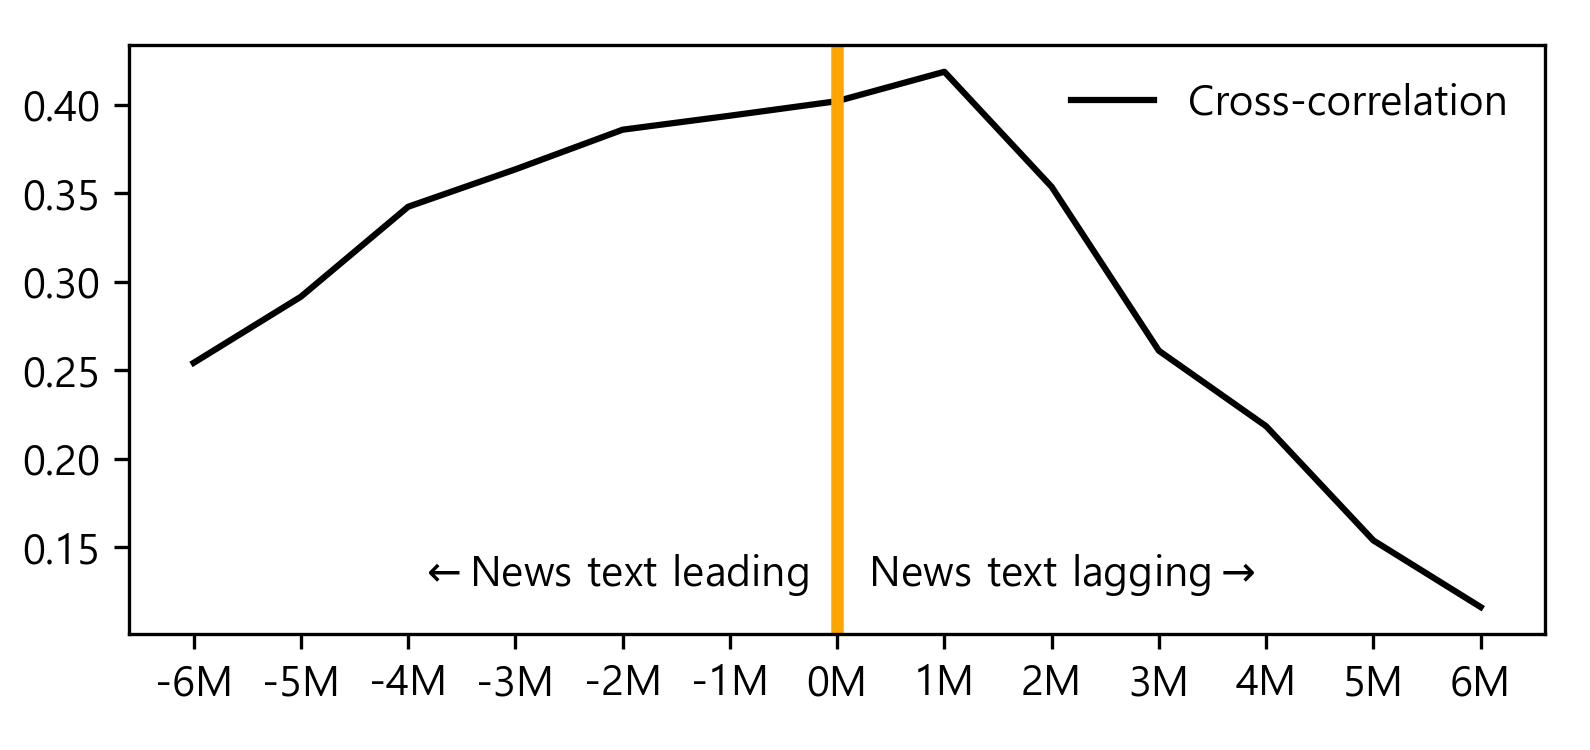 0.40
0.35
0.30
0.25
0.20
0.15
Cross-correlation
← News text leading
News text lagging →
-6M -5M -4M -3M -2M -1M 0M 1M 2M 3M 4M 5M 6M